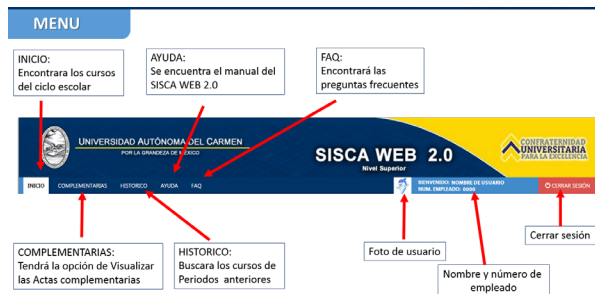 MENU
INICIO:
Encontrara los cursos
del ciclo escolar
AYUDA:
Se encuentra el manual del
SISCA WEB 2.0
FAQ:
Encontrará las
preguntas frecuentes
UNIVERSIDAD AUTÓNOMA DEL CARMEN
POR LA GRANDEZA DE MÉXICO
SISCA WEB 2.0
Nivel Superior
CONFRATERNIDAD
UNIVERSITARIA
PARA LA EXCELENCIA
INICIO COMPLEMENTARIAS HISTORICO AYUDA FAQ
BIENVENIDO: NOMBRE DE USUARIO
NUM. EMPLEADO: 0000
CERRAR SESIÓN
COMPLEMENTARIAS:
Tendrá la opción de Visualizar
las Actas complementarias
HISTORICO:
Buscara los cursos de
Periodos anteriores
Foto de usuario
Nombre y número de
empleado
Cerrar sesión